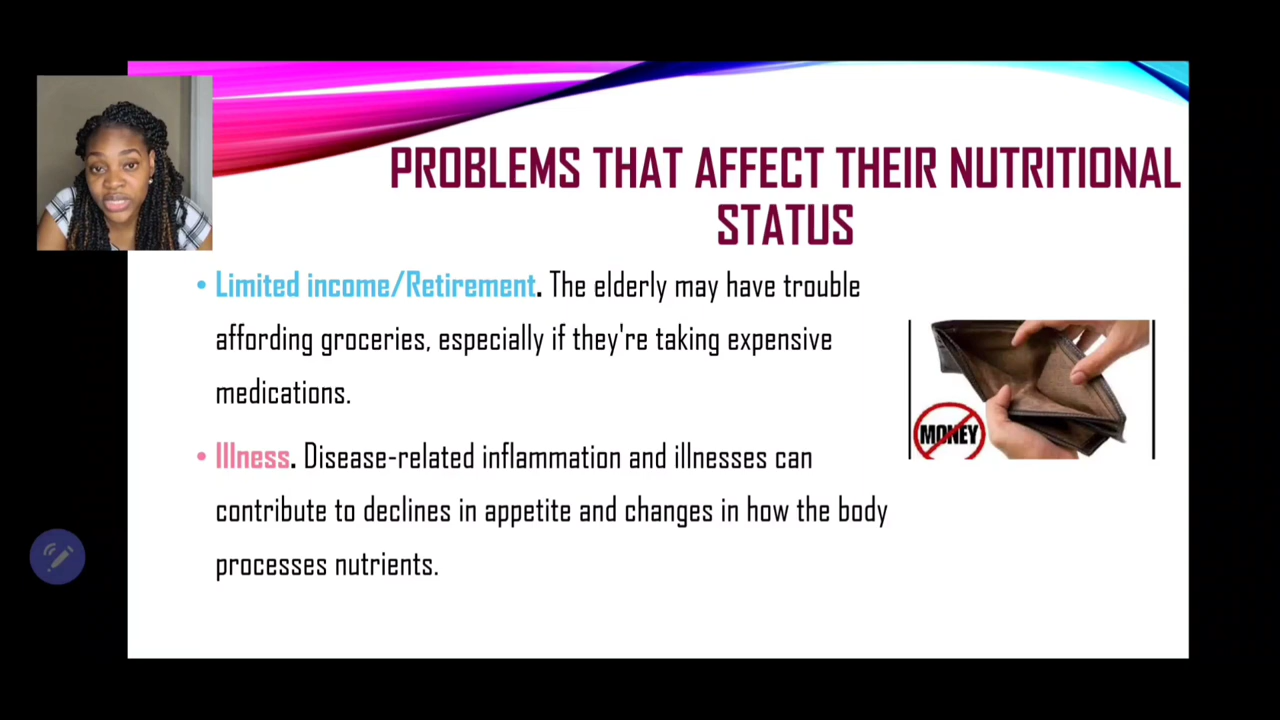 PROBLEMS THAT AFFECT THEIR NUTRITIONAL
STATUS
• Limited income/Retirement. The elderly may have trouble
affording groceries, especially if they're taking expensive
medications.
MONEY
• Illness. Disease-related inflammation and illnesses can
contribute to declines in appetite and changes in how the body
processes nutrients.